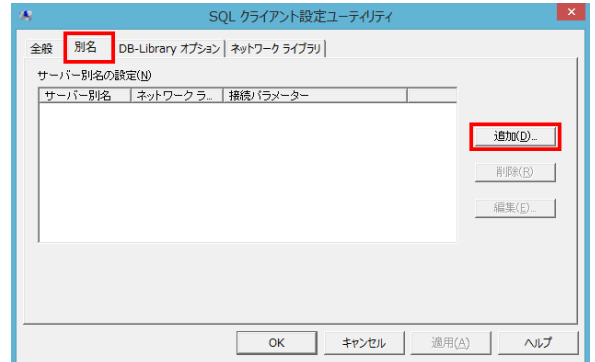 SQL クライアント設定ユーティリティ
全般 別名 DB-Library オプション ネットワーク ライブラリ
サーバー別名の設定(N)
サーバー別名 ネットワーク ラ... 接続パラメーター
追加(D)...
削除(R)
編集(E)...
OK キャンセル 適用(A) ヘルプ